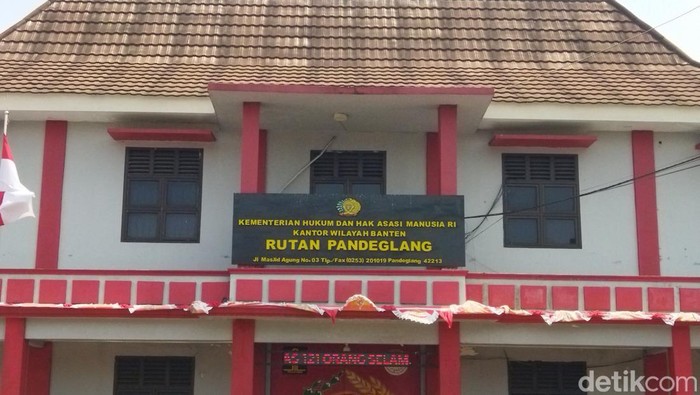 KEMENTERIAN HUKUM DAN HAK ASASI MANUSIA RI
KANTOR WILAYAH BANTEN
RUTAN PANDEGLANG
Jl Masjid Agung No.03 Tlp./Fax (0253) 201019 Pandeglang 42213
AS 121 ORANG SELAM
detikcom